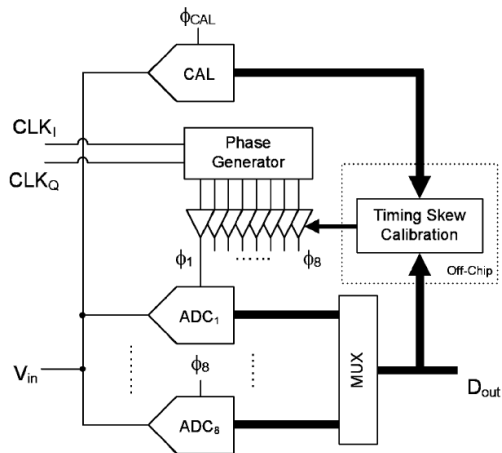 ϕCAL
CAL
CLKI
CLKQ
Phase
Generator
Timing Skew
Calibration
Off-Chip
ϕ1
......
ϕ8
ADC1
MUX
Vin
Dout
ϕ8
ADC8